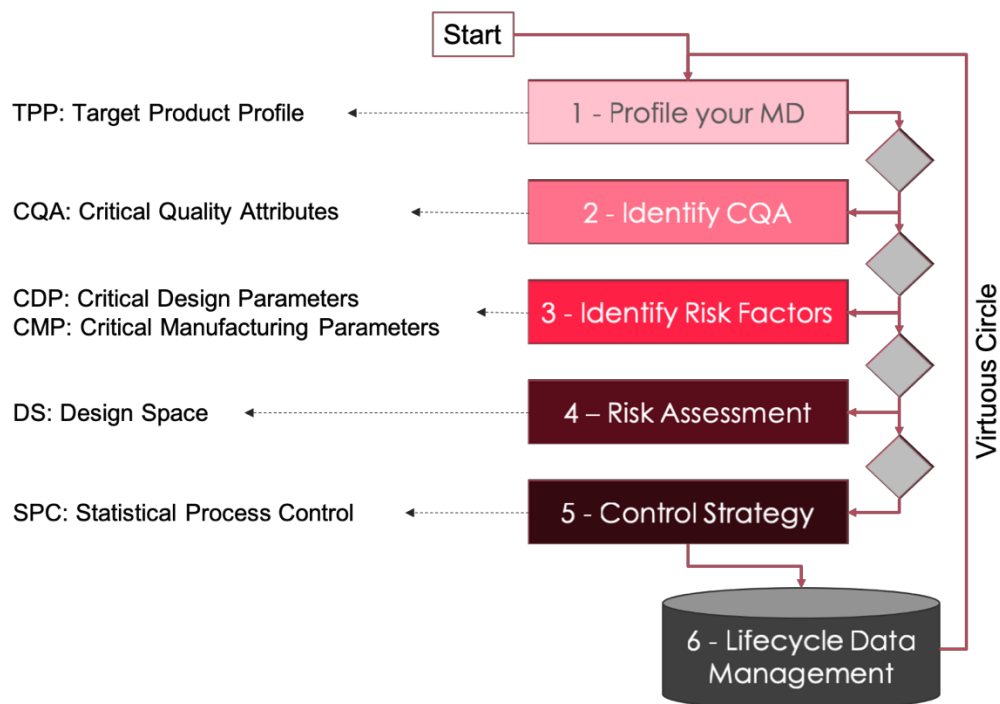 Start
TPP: Target Product Profile
1 - Profile your MD
CQA: Critical Quality Attributes
2 - Identify CQA
CDP: Critical Design Parameters
CMP: Critical Manufacturing Parameters
3 - Identify Risk Factors
DS: Design Space
4 – Risk Assessment
SPC: Statistical Process Control
5 - Control Strategy
6 - Lifecycle Data
Management
Virtuous Circle